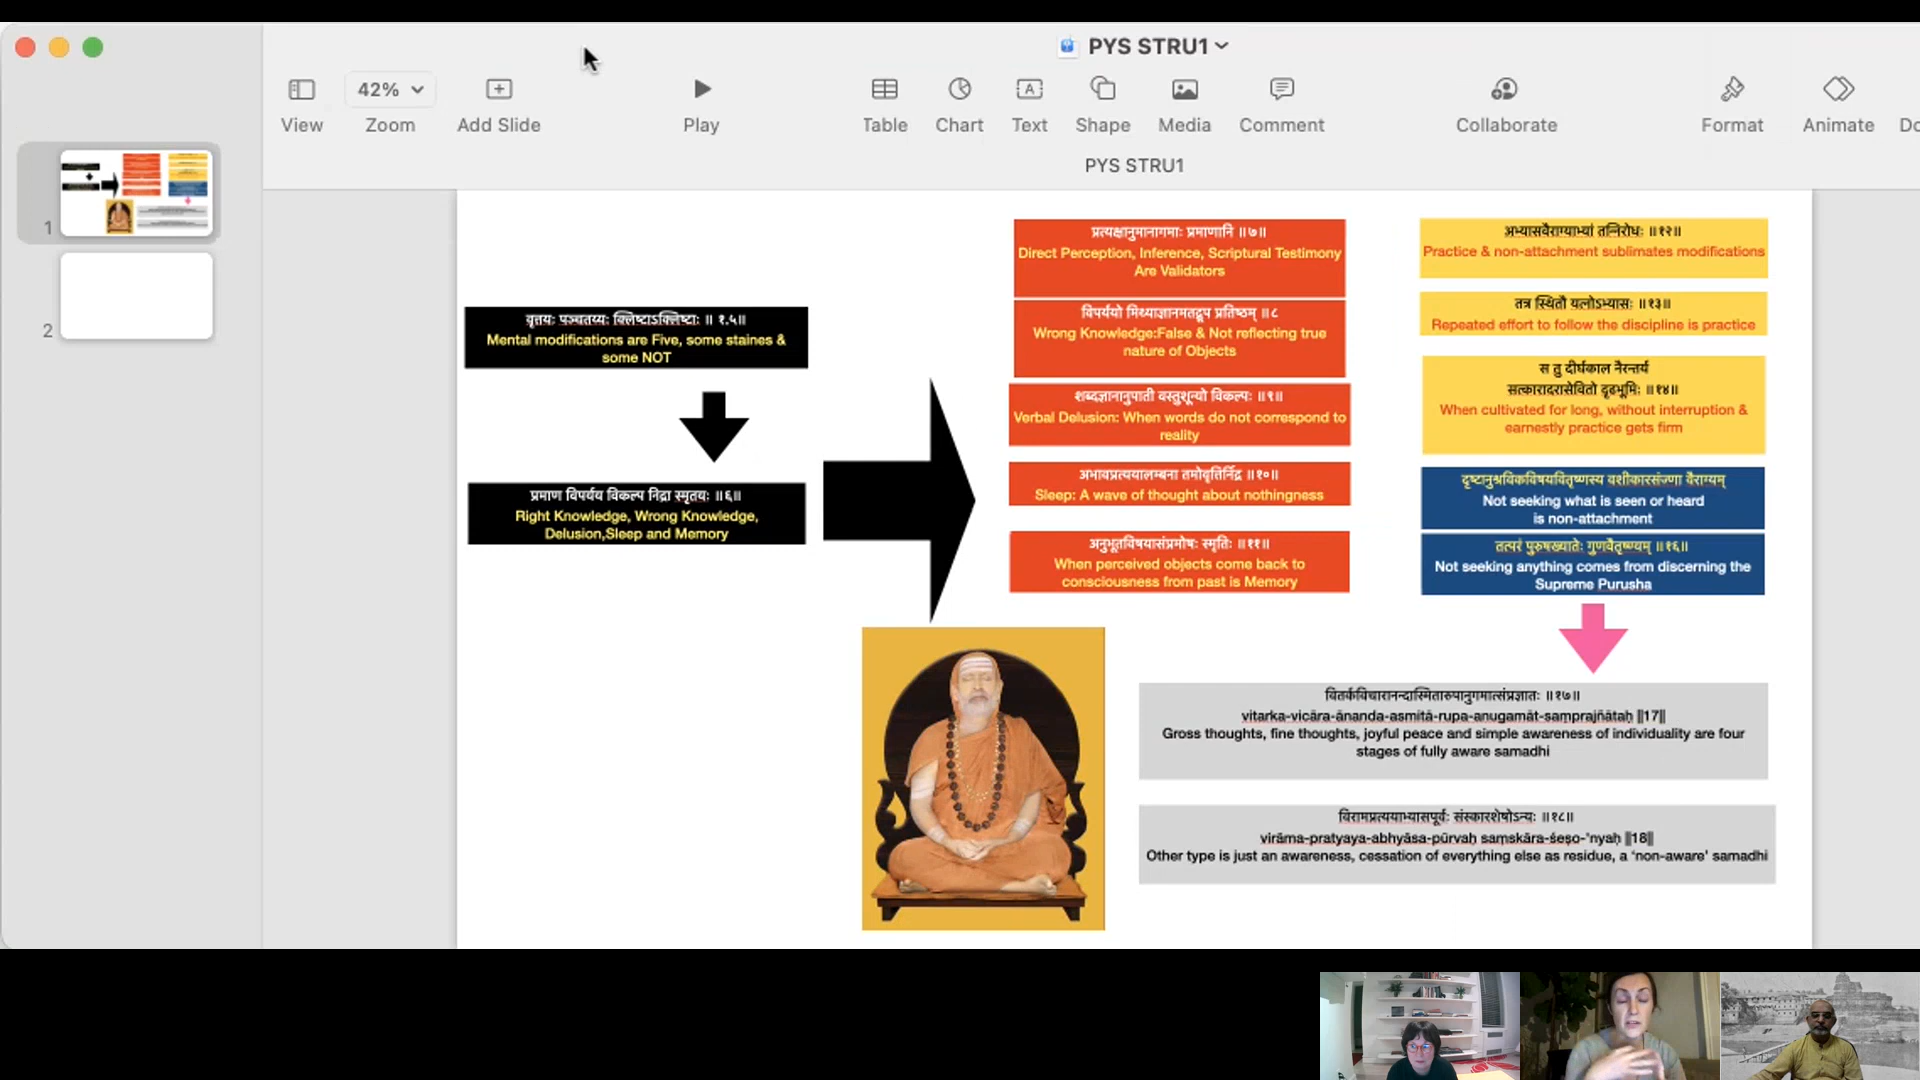 PYS STRU1
42%
View
Zoom
Add Slide
Play
Table
Chart
Text
Shape
Media
Comment
Collaborate
Format
Animate
PYS STRU1
1
2
वृत्तयः पञ्चतय्यः क्लिष्टाऽक्लिष्टाः ॥ १.५॥
Mental modifications are Five, some staines &
some NOT
प्रमाण विपर्यय विकल्प निद्रा स्मृतयः ॥६॥
Right Knowledge, Wrong Knowledge,
Delusion,Sleep and Memory
प्रत्यक्षानुमानागमाः प्रमाणानि ॥७॥
Direct Perception, Inference, Scriptural Testimony
Are Validators
विपर्ययो मिथ्याज्ञानमतद्रूप प्रतिष्ठम् ॥८
Wrong Knowledge:False & Not reflecting true
nature of Objects
शब्दज्ञानानुपाती वस्तुशून्यो विकल्पः ॥९॥
Verbal Delusion: When words do not correspond to
reality
अभावप्रत्ययालम्बना तमोवृत्तिर्निद्र ॥१०॥
Sleep: A wave of thought about nothingness
अनुभूतविषयासंप्रमोषः स्मृतिः ॥११॥
When perceived objects come back to
consciousness from past is Memory
अभ्यासवैराग्याभ्यां तन्निरोधः ॥१२॥
Practice & non-attachment sublimates modifications
तत्र स्थितौ यत्नोऽभ्यासः ॥१३॥
Repeated effort to follow the discipline is practice
स तु दीर्घकाल नैरन्तर्य
सत्कारादरासेवितो दृढभूमिः ॥१४॥
When cultivated for long, without interruption &
earnestly practice gets firm
दृष्टानुश्रविकविषयवितृष्णस्य वशीकारसंज्णा वैराग्यम्
Not seeking what is seen or heard
is non-attachment
तत्परं पुरुषख्यातेः गुणवैतृष्ण्यम् ॥१६॥
Not seeking anything comes from discerning the
Supreme Purusha
वितर्कविचारानन्दास्मितारुपानुगमात्संप्रज्ञातः ॥१७॥
vitarka-vicāra-ānanda-asmitā-rupa-anugamāt-saṃprajñātaḥ ||17||
Gross thoughts, fine thoughts, joyful peace and simple awareness of individuality are four
stages of fully aware samadhi
विरामप्रत्ययाभ्यासपूर्वः संस्कारशेषोऽन्यः ॥१८॥
virāma-pratyaya-abhyāsa-pūrvaḥ saṃskāra-śeṣo-'nyaḥ ||18||
Other type is just an awareness, cessation of everything else as residue, a ‘non-aware’ samadhi